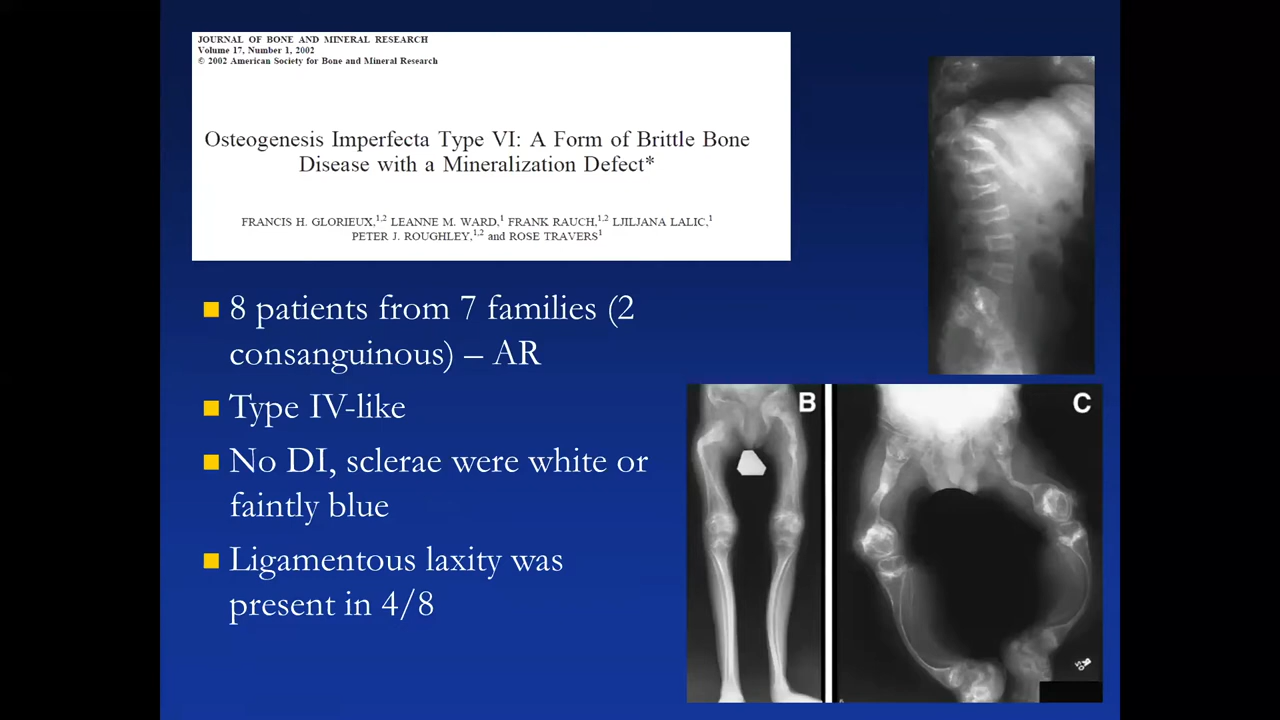 JOURNAL OF BONE AND MINERAL RESEARCH
Volume 17, Number 1, 2002
© 2002 American Society for Bone and Mineral Research
Osteogenesis Imperfecta Type VI: A Form of Brittle Bone
Disease with a Mineralization Defect*
FRANCIS H. GLORIEUX,1,2 LEANNE M. WARD,1 FRANK RAUCH,1,2 LJILJANA LALIC,1
PETER J. ROUGHLEY,1,2 and ROSE TRAVERS1
8 patients from 7 families (2
consanguinous) – AR
Type IV-like
No DI, sclerae were white or
faintly blue
Ligamentous laxity was
present in 4/8
B
C